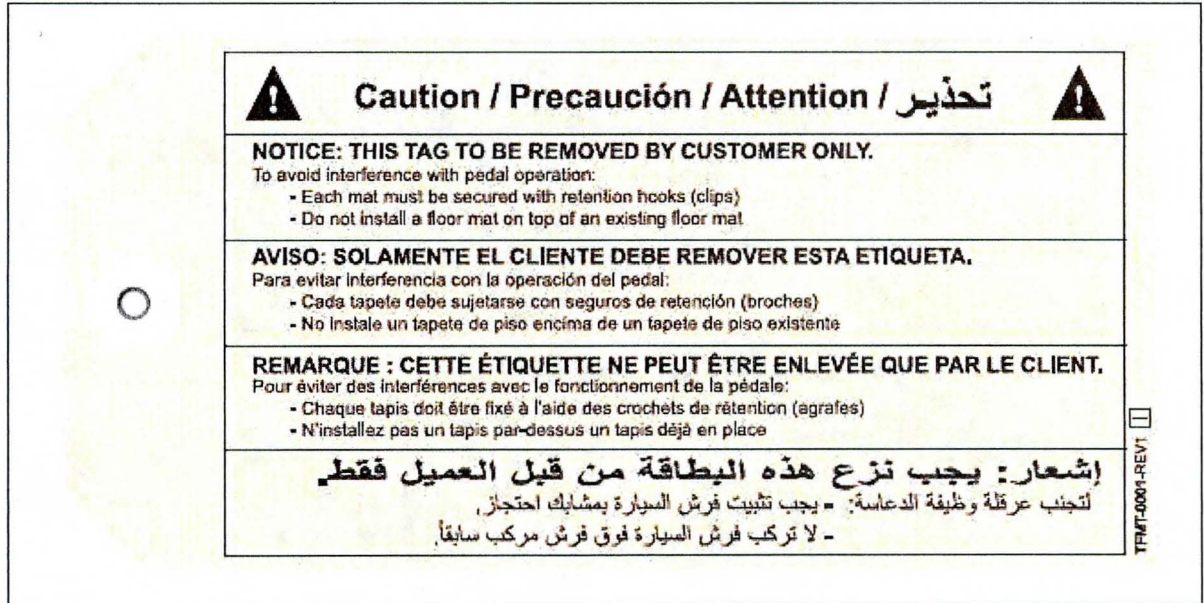 Caution / Precaución / Attention / تحذير
NOTICE: THIS TAG TO BE REMOVED BY CUSTOMER ONLY.
To avoid interference with pedal operation:
- Each mat must be secured with retention hooks (clips)
- Do not install a floor mat on top of an existing floor mat
AVISO: SOLAMENTE EL CLIENTE DEBE REMOVER ESTA ETIQUETA.
Para evitar interferencia con la operación del pedal:
- Cada tapete debe sujetarse con seguros de retención (broches)
- No instale un tapete de piso encima de un tapete de piso existente
REMARQUE : CETTE ÉTIQUETTE NE PEUT ÊTRE ENLEVÉE QUE PAR LE CLIENT.
Pour éviter des interférences avec le fonctionnement de la pédale:
- Chaque tapis doit être fixé à l'aide des crochets de rétention (agrafes)
- N'installez pas un tapis par-dessus un tapis déjà en place
إشعار: يجب نزع هذه البطاقة من قبل العميل فقط.
لتجنب عرقلة وظيفة الدعاسة: - يجب تثبيت فرش السيارة بمشابك احتجاز.
- لا تركب فرش السيارة فوق فرش مركب سابقاً.
TFMT-0001-REV1